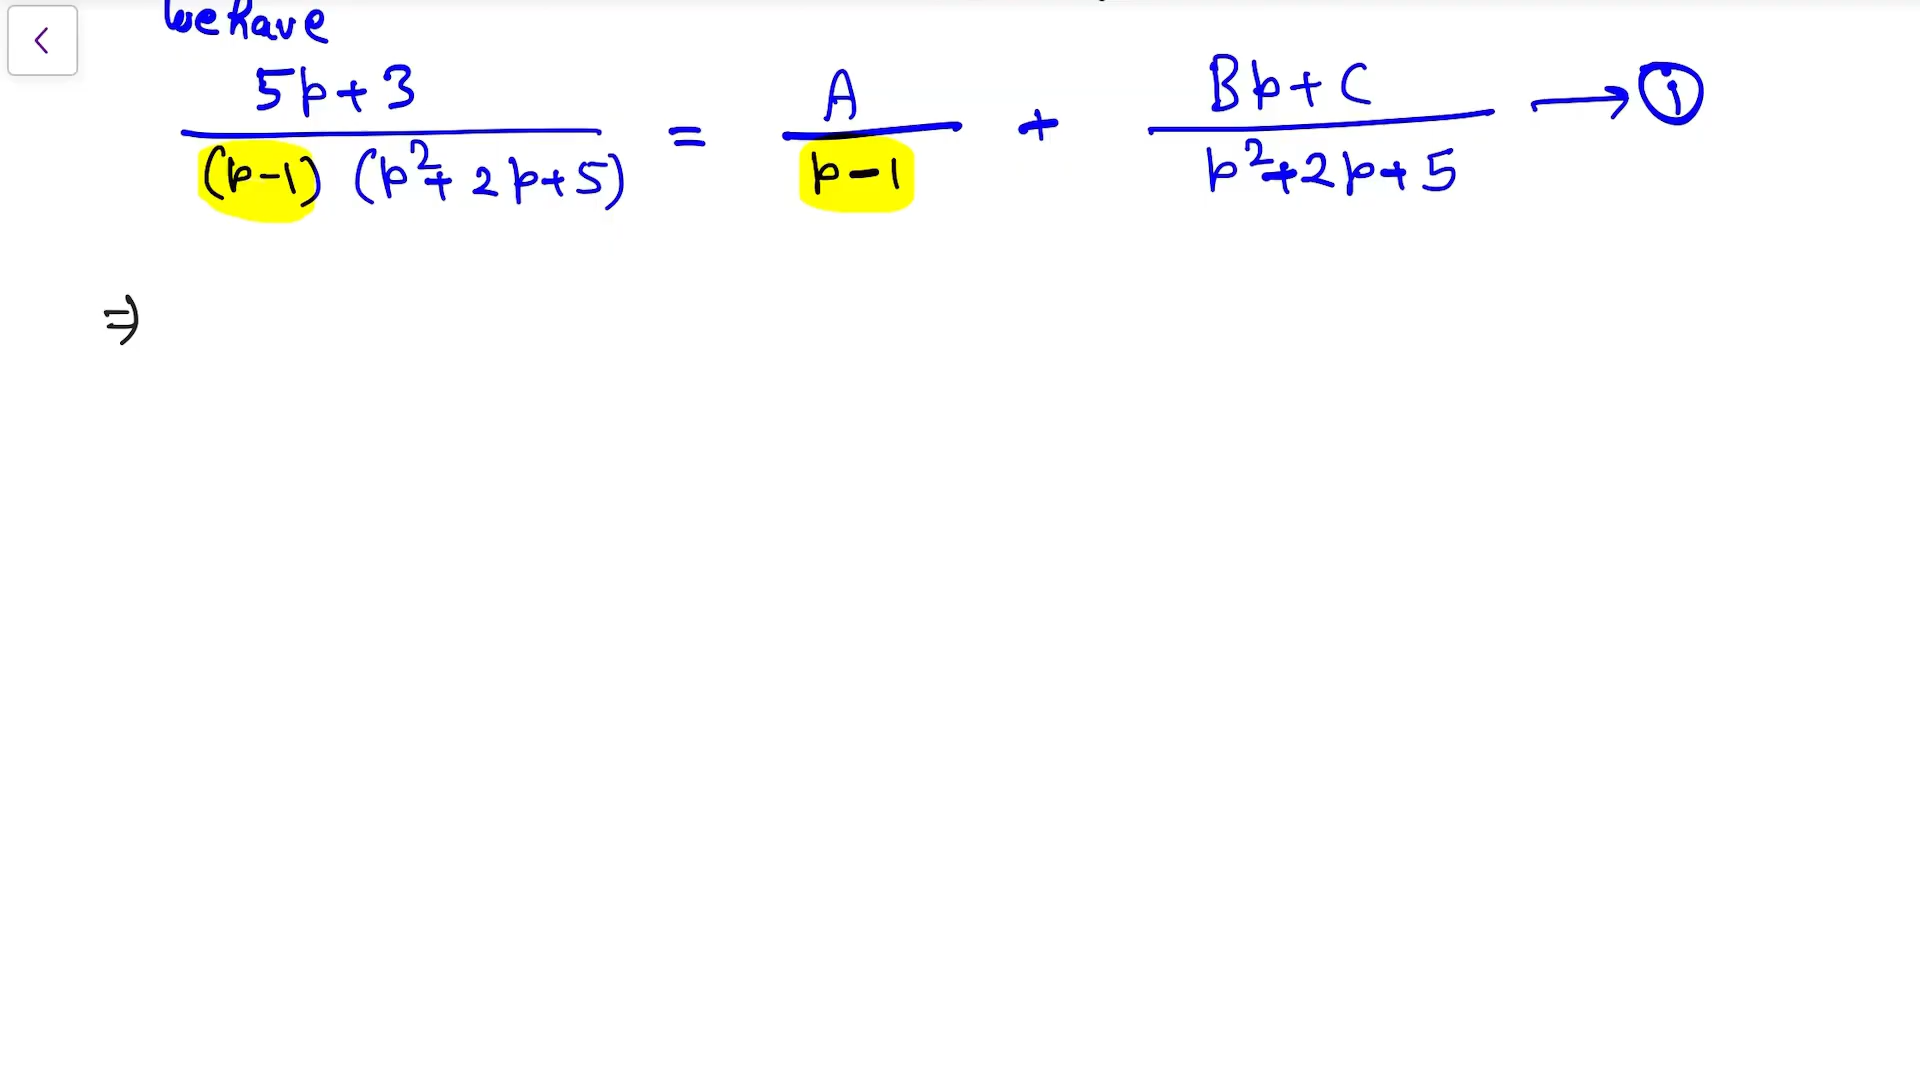 we have
5p+3 / (p-1) (p²+2p+5) = A / p-1 + Bp+C / p²+2p+5 → (i)
⇒